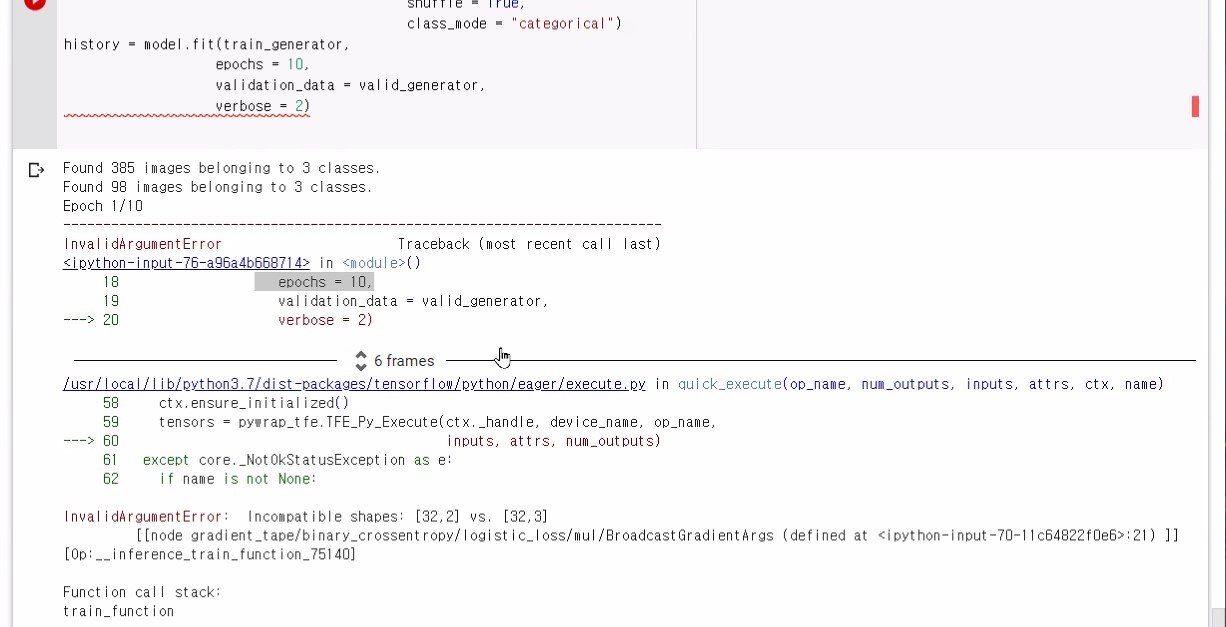 shuffle = True,
class_mode = "categorical")
history = model.fit(train_generator,
epochs = 10,
validation_data = valid_generator,
verbose = 2)
Found 385 images belonging to 3 classes.
Found 98 images belonging to 3 classes.
Epoch 1/10
---------------------------------------------------------------------------
InvalidArgumentError Traceback (most recent call last)
<ipython-input-76-a96a4b668714> in <module>()
18 epochs = 10,
19 validation_data = valid_generator,
---> 20 verbose = 2)
6 frames
/usr/local/lib/python3.7/dist-packages/tensorflow/python/eager/execute.py in quick_execute(op_name, num_outputs, inputs, attrs, ctx, name)
58 ctx.ensure_initialized()
59 tensors = pywrap_tfe.TFE_Py_Execute(ctx._handle, device_name, op_name,
---> 60 inputs, attrs, num_outputs)
61 except core._NotOkStatusException as e:
62 if name is not None:
InvalidArgumentError: Incompatible shapes: [32,2] vs. [32,3]
[[node gradient_tape/binary_crossentropy/logistic_loss/mul/BroadcastGradientArgs (defined at <ipython-input-70-11c64822f0e6>:21) ]]
[Op:__inference_train_function_75140]
Function call stack:
train_function